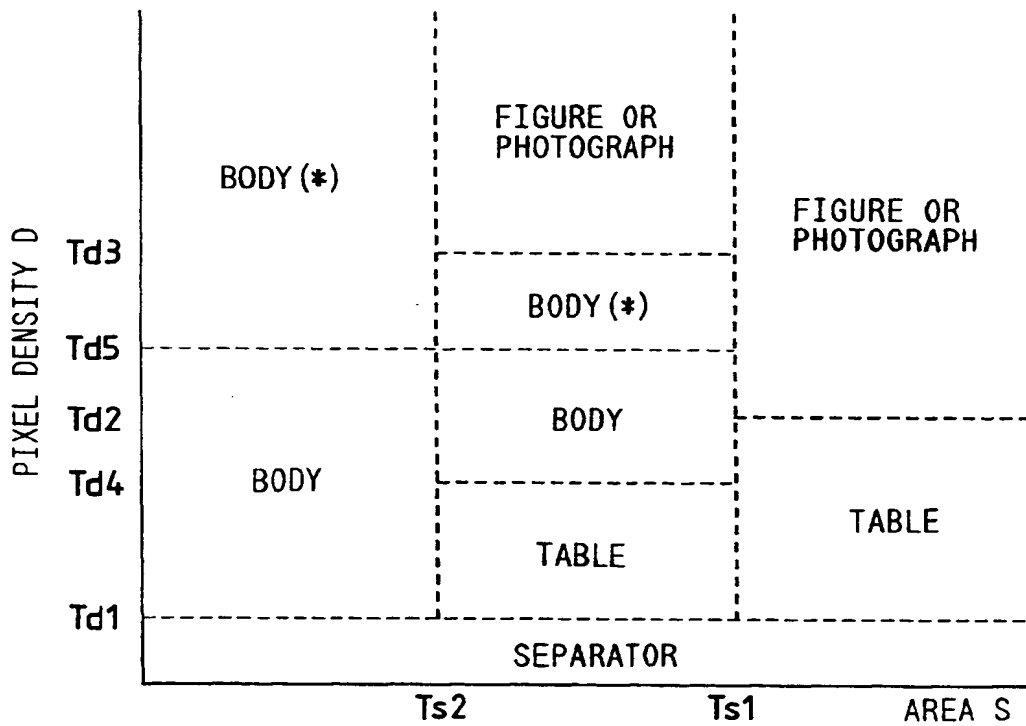 FIGURE OR
PHOTOGRAPH
BODY (*)
FIGURE OR
PHOTOGRAPH
Td3
BODY (*)
Td5
BODY
Td2
Td4
BODY
TABLE
TABLE
Td1
SEPARATOR
Ts2
Ts1
AREA S
PIXEL DENSITY D